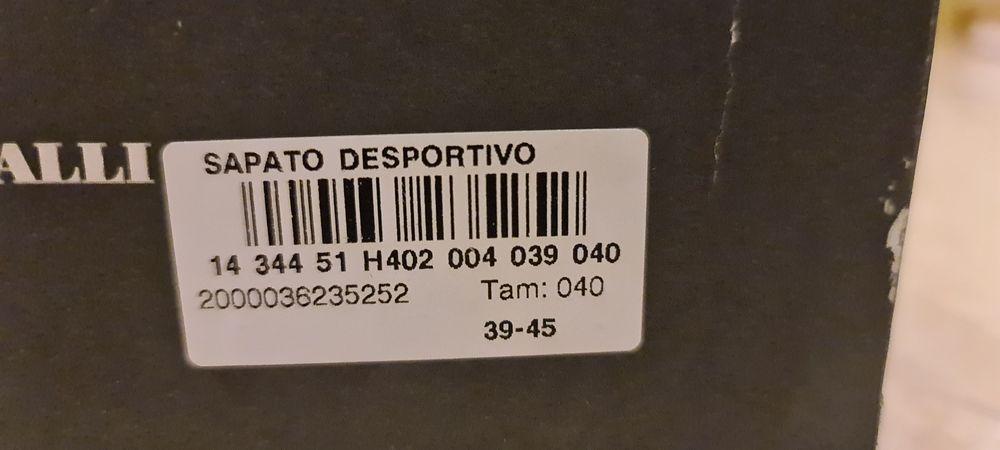 ALLI
SAPATO DESPORTIVO
14 344 51 H402 004 039 040
2000036235252
Tam: 040
39-45